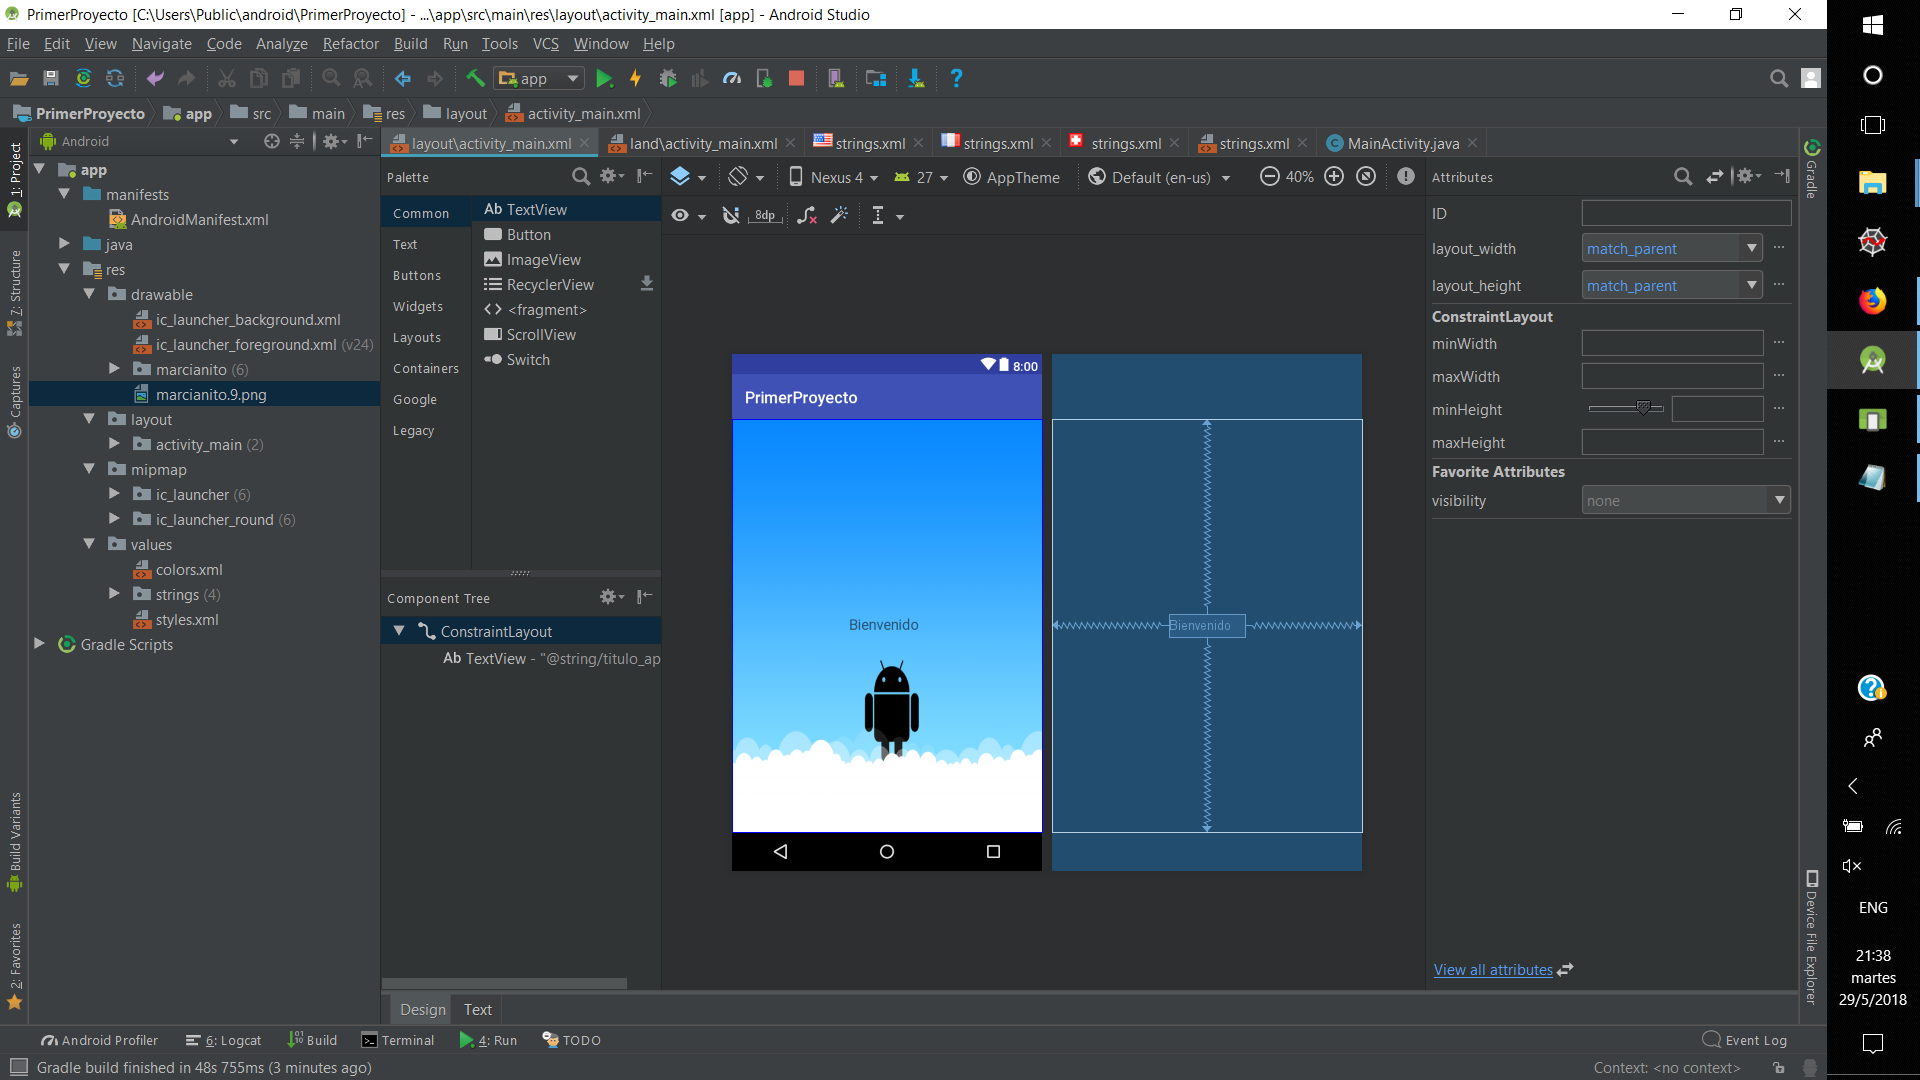 PrimerProyecto [C:\Users\Public\android\PrimerProyecto] - ...\app\src\main\res\layout\activity_main.xml [app] - Android Studio
File Edit View Navigate Code Analyze Refactor Build Run Tools VCS Window Help
app
PrimerProyecto app src main res layout activity_main.xml
Android
layout\activity_main.xml land\activity_main.xml strings.xml strings.xml strings.xml strings.xml MainActivity.java
1: Project
7: Structure
Captures
Build Variants
2: Favorites
app
manifests
AndroidManifest.xml
java
res
drawable
ic_launcher_background.xml
ic_launcher_foreground.xml (v24)
marcianito (6)
marcianito.9.png
layout
activity_main (2)
mipmap
ic_launcher (6)
ic_launcher_round (6)
values
colors.xml
strings (4)
styles.xml
Gradle Scripts
Palette
Common
Text
Buttons
Widgets
Layouts
Containers
Google
Legacy
Ab TextView
Button
ImageView
RecyclerView
<fragment>
ScrollView
Switch
Component Tree
ConstraintLayout
Ab TextView - "@string/titulo_ap
Nexus 4 27 AppTheme Default (en-us) 40%
8dp
8:00
PrimerProyecto
Bienvenido
Bienvenido
Attributes
ID
layout_width match_parent ...
layout_height match_parent ...
ConstraintLayout
minWidth ...
maxWidth ...
minHeight ...
maxHeight ...
Favorite Attributes
visibility none
View all attributes
Gradle
Device File Explorer
Design Text
Android Profiler 6: Logcat Build Terminal 4: Run TODO Event Log
Gradle build finished in 48s 755ms (3 minutes ago) Context: <no context>
ENG
21:38
martes
29/5/2018